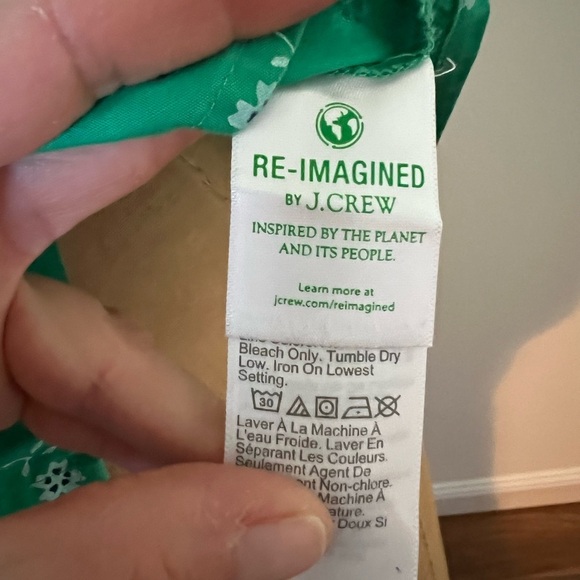 RE-IMAGINED
BY J.CREW
INSPIRED BY THE PLANET
AND ITS PEOPLE.
Learn more at
jcrew.com/reimagined
Bleach Only. Tumble Dry
Low. Iron On Lowest
Setting.
30
Laver À La Machine À
L'eau Froide. Laver En
Séparant Les Couleurs.
Seulement Agent De
Non-chlore.
Machine À
Doux Si